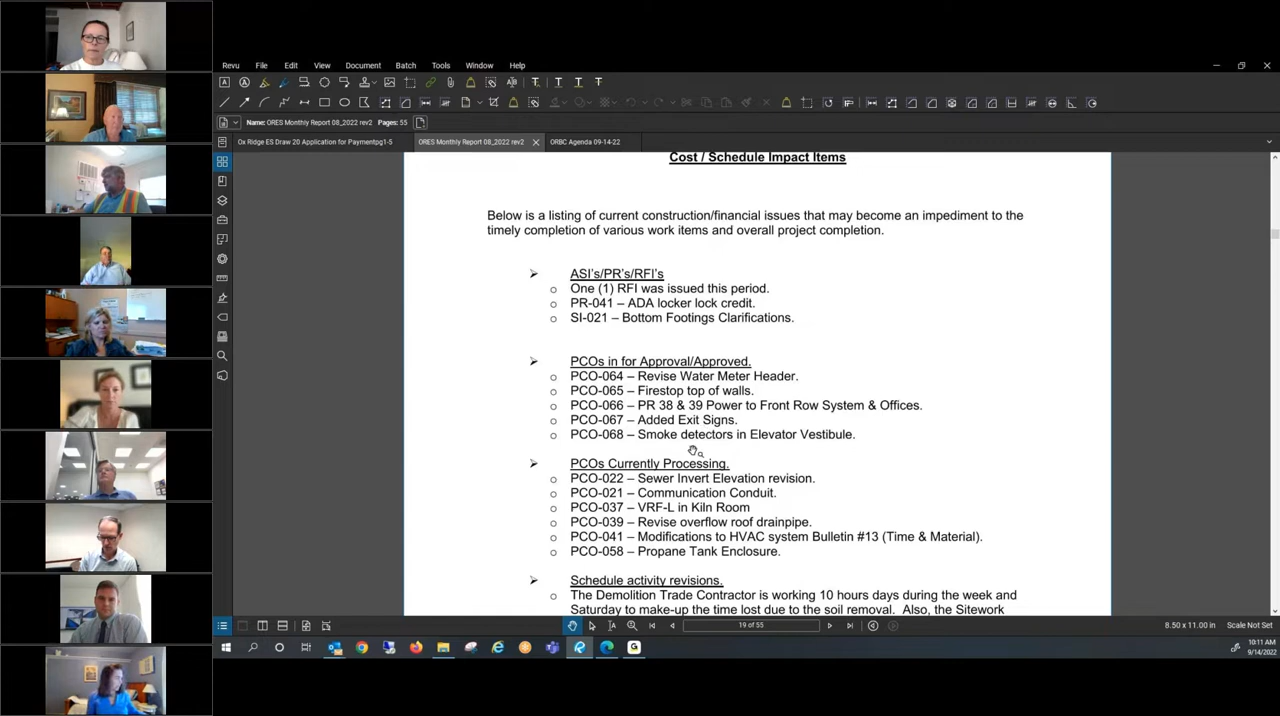 Revu File Edit View Document Batch Tools Window Help
Name: ORES Monthly Report 08_2022 rev2 Pages: 55
Ox Ridge ES Draw 20 Application for Paymentpg1-5 ORES Monthly Report 08_2022 rev2 ORBC Agenda 09-14-22
Cost / Schedule Impact Items
Below is a listing of current construction/financial issues that may become an impediment to the
timely completion of various work items and overall project completion.
➢ ASI's/PR's/RFI's
o One (1) RFI was issued this period.
o PR-041 – ADA locker lock credit.
o SI-021 – Bottom Footings Clarifications.
➢ PCOs in for Approval/Approved.
o PCO-064 – Revise Water Meter Header.
o PCO-065 – Firestop top of walls.
o PCO-066 – PR 38 & 39 Power to Front Row System & Offices.
o PCO-067 – Added Exit Signs.
o PCO-068 – Smoke detectors in Elevator Vestibule.
➢ PCOs Currently Processing.
o PCO-022 – Sewer Invert Elevation revision.
o PCO-021 – Communication Conduit.
o PCO-037 – VRF-L in Kiln Room
o PCO-039 – Revise overflow roof drainpipe.
o PCO-041 – Modifications to HVAC system Bulletin #13 (Time & Material).
o PCO-058 – Propane Tank Enclosure.
➢ Schedule activity revisions.
o The Demolition Trade Contractor is working 10 hours days during the week and
Saturday to make-up the time lost due to the soil removal. Also, the Sitework
19 of 55
8.50 x 11.00 in Scale Not Set
10:11 AM
9/14/2022